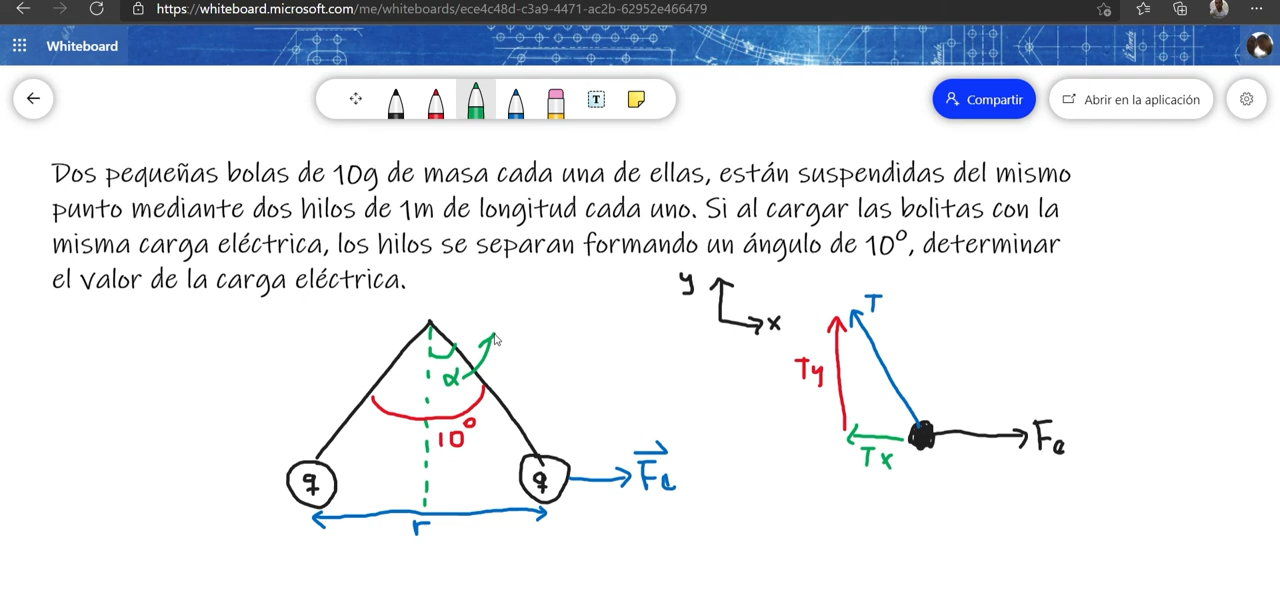 https://whiteboard.microsoft.com/me/whiteboards/ece4c48d-c3a9-4471-ac2b-62952e466479
Whiteboard
T
Compartir
Abrir en la aplicación
Dos pequeñas bolas de 10g de masa cada una de ellas, están suspendidas del mismo
punto mediante dos hilos de 1m de longitud cada uno. Si al cargar las bolitas con la
misma carga eléctrica, los hilos se separan formando un ángulo de 10º, determinar
el valor de la carga eléctrica.
y
x
T
Ty
α
10°
Fe
Tx
q
q
Fe
r